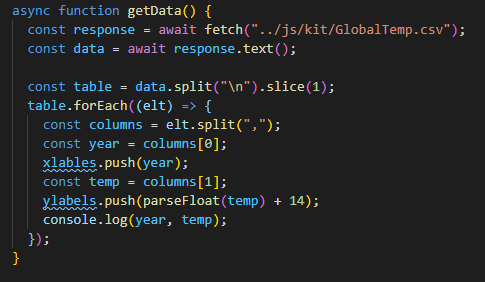 async function getData() {
  const response = await fetch("../js/kit/GlobalTemp.csv");
  const data = await response.text();

  const table = data.split("\n").slice(1);
  table.forEach((elt) => {
    const columns = elt.split(",");
    const year = columns[0];
    xlables.push(year);
    const temp = columns[1];
    ylabels.push(parseFloat(temp) + 14);
    console.log(year, temp);
  });
}